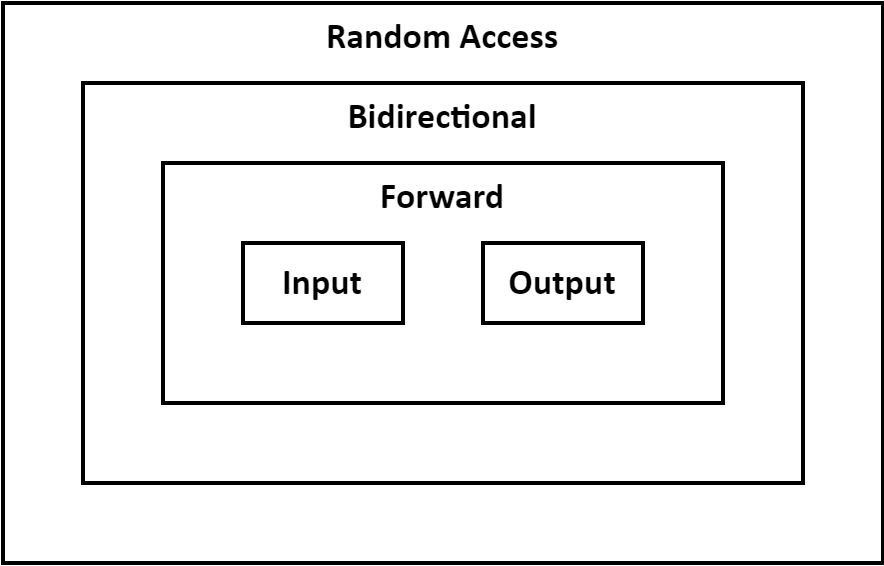 Random Access
Bidirectional
Forward
Input
Output